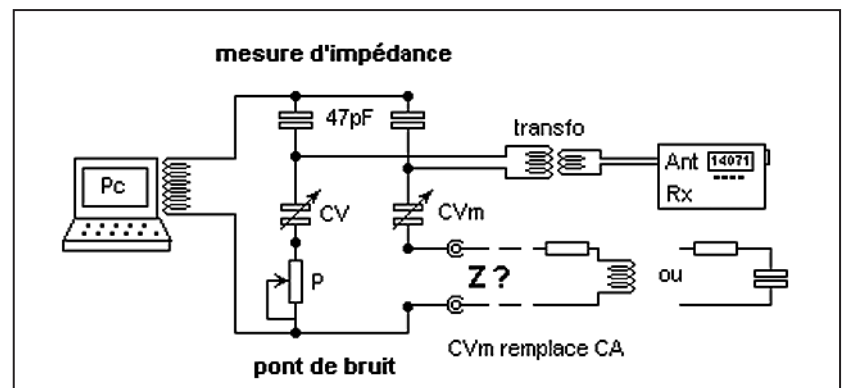 mesure d'impédance
47pF
transfo
Pc
Ant 14071
Rx
CV
CVm
P
Z ?
ou
CVm remplace CA
pont de bruit